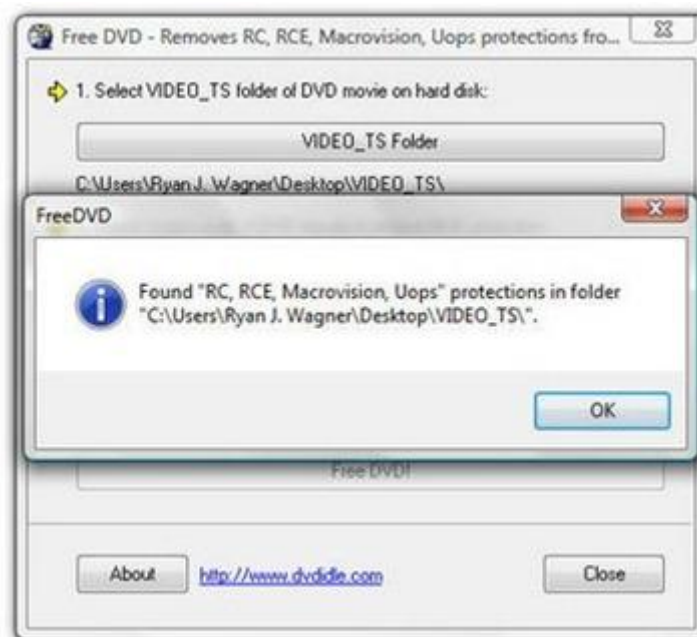 Free DVD - Removes RC, RCE, Macrovision, Uops protections fro...
1. Select VIDEO_TS folder of DVD movie on hard disk:
VIDEO_TS Folder
C:\Users\Ryan J. Wagner\Desktop\VIDEO_TS\
FreeDVD
Found "RC, RCE, Macrovision, Uops" protections in folder
"C:\Users\Ryan J. Wagner\Desktop\VIDEO_TS\".
OK
Free DVD!
About
http://www.dvdidle.com
Close